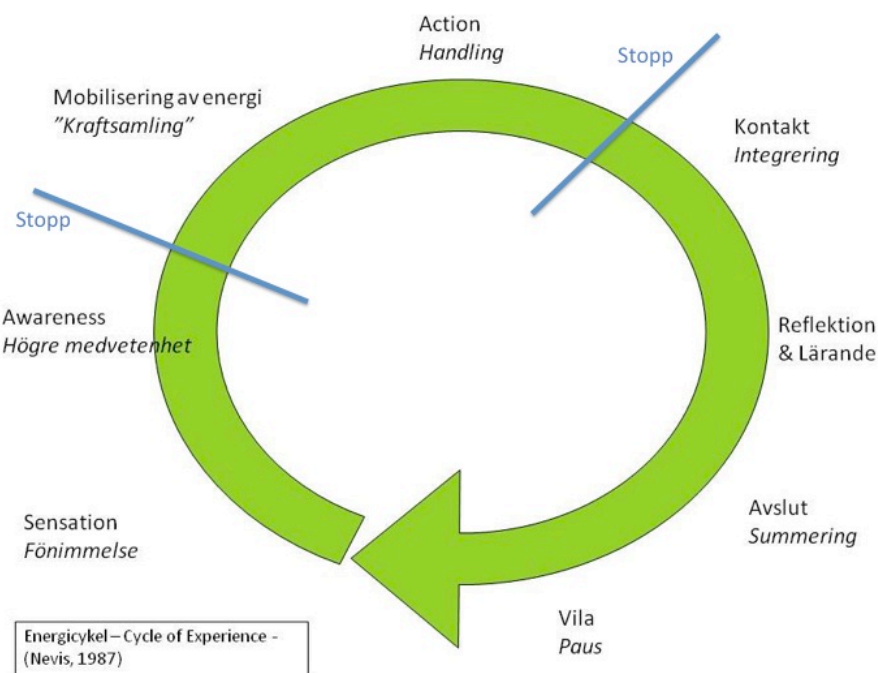 Action
Handling
Stopp
Mobilisering av energi
”Kraftsamling”
Kontakt
Integrering
Stopp
Awareness
Högre medvetenhet
Reflektion
& Lärande
Sensation
Fönimmelse
Avslut
Summering
Vila
Paus
Energicykel – Cycle of Experience -
(Nevis, 1987)